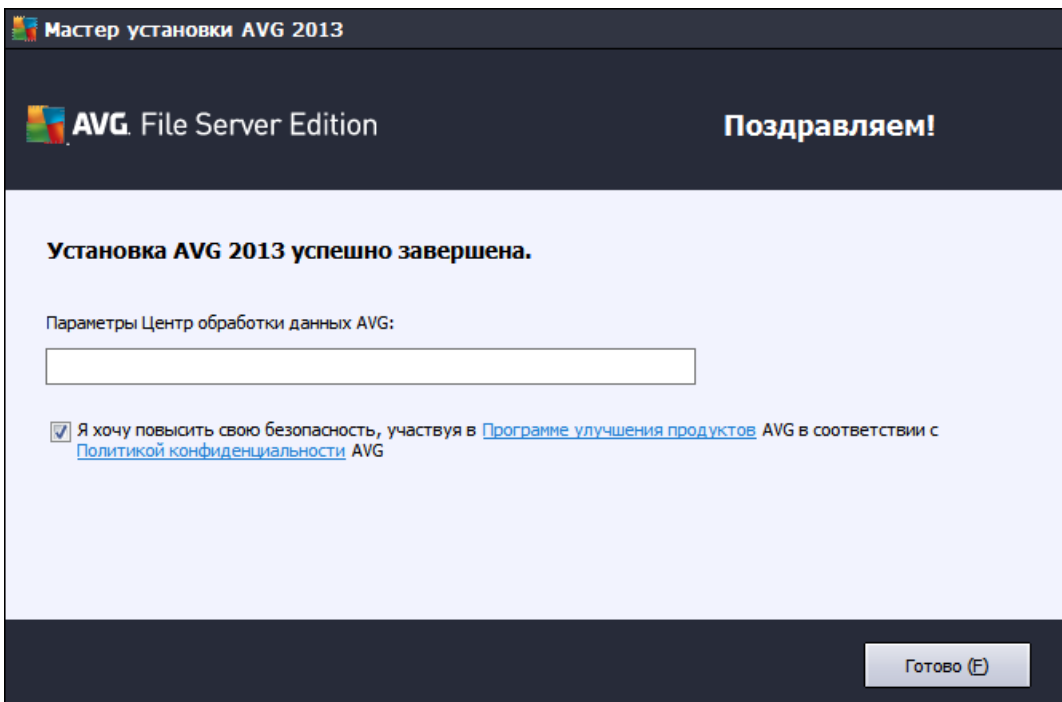 Мастер установки AVG 2013
AVG. File Server Edition
Поздравляем!
Установка AVG 2013 успешно завершена.
Параметры Центр обработки данных AVG:
Я хочу повысить свою безопасность, участвуя в Программе улучшения продуктов AVG в соответствии с
Политикой конфиденциальности AVG
Готово (F)